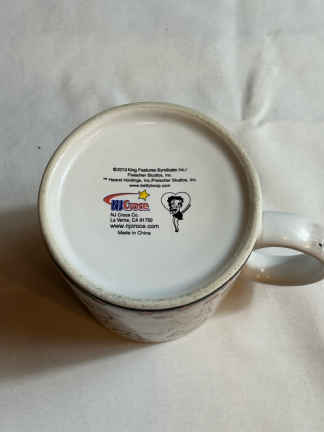 ©2013 King Features Syndicate Inc./
Fleischer Studios, Inc.
™ Hearst Holdings, Inc./Fleischer Studios, Inc.
www.bettyboop.com
NJ Croce
NJ Croce Co.
La Verne, CA 91750
www.njcroce.com
Made in China